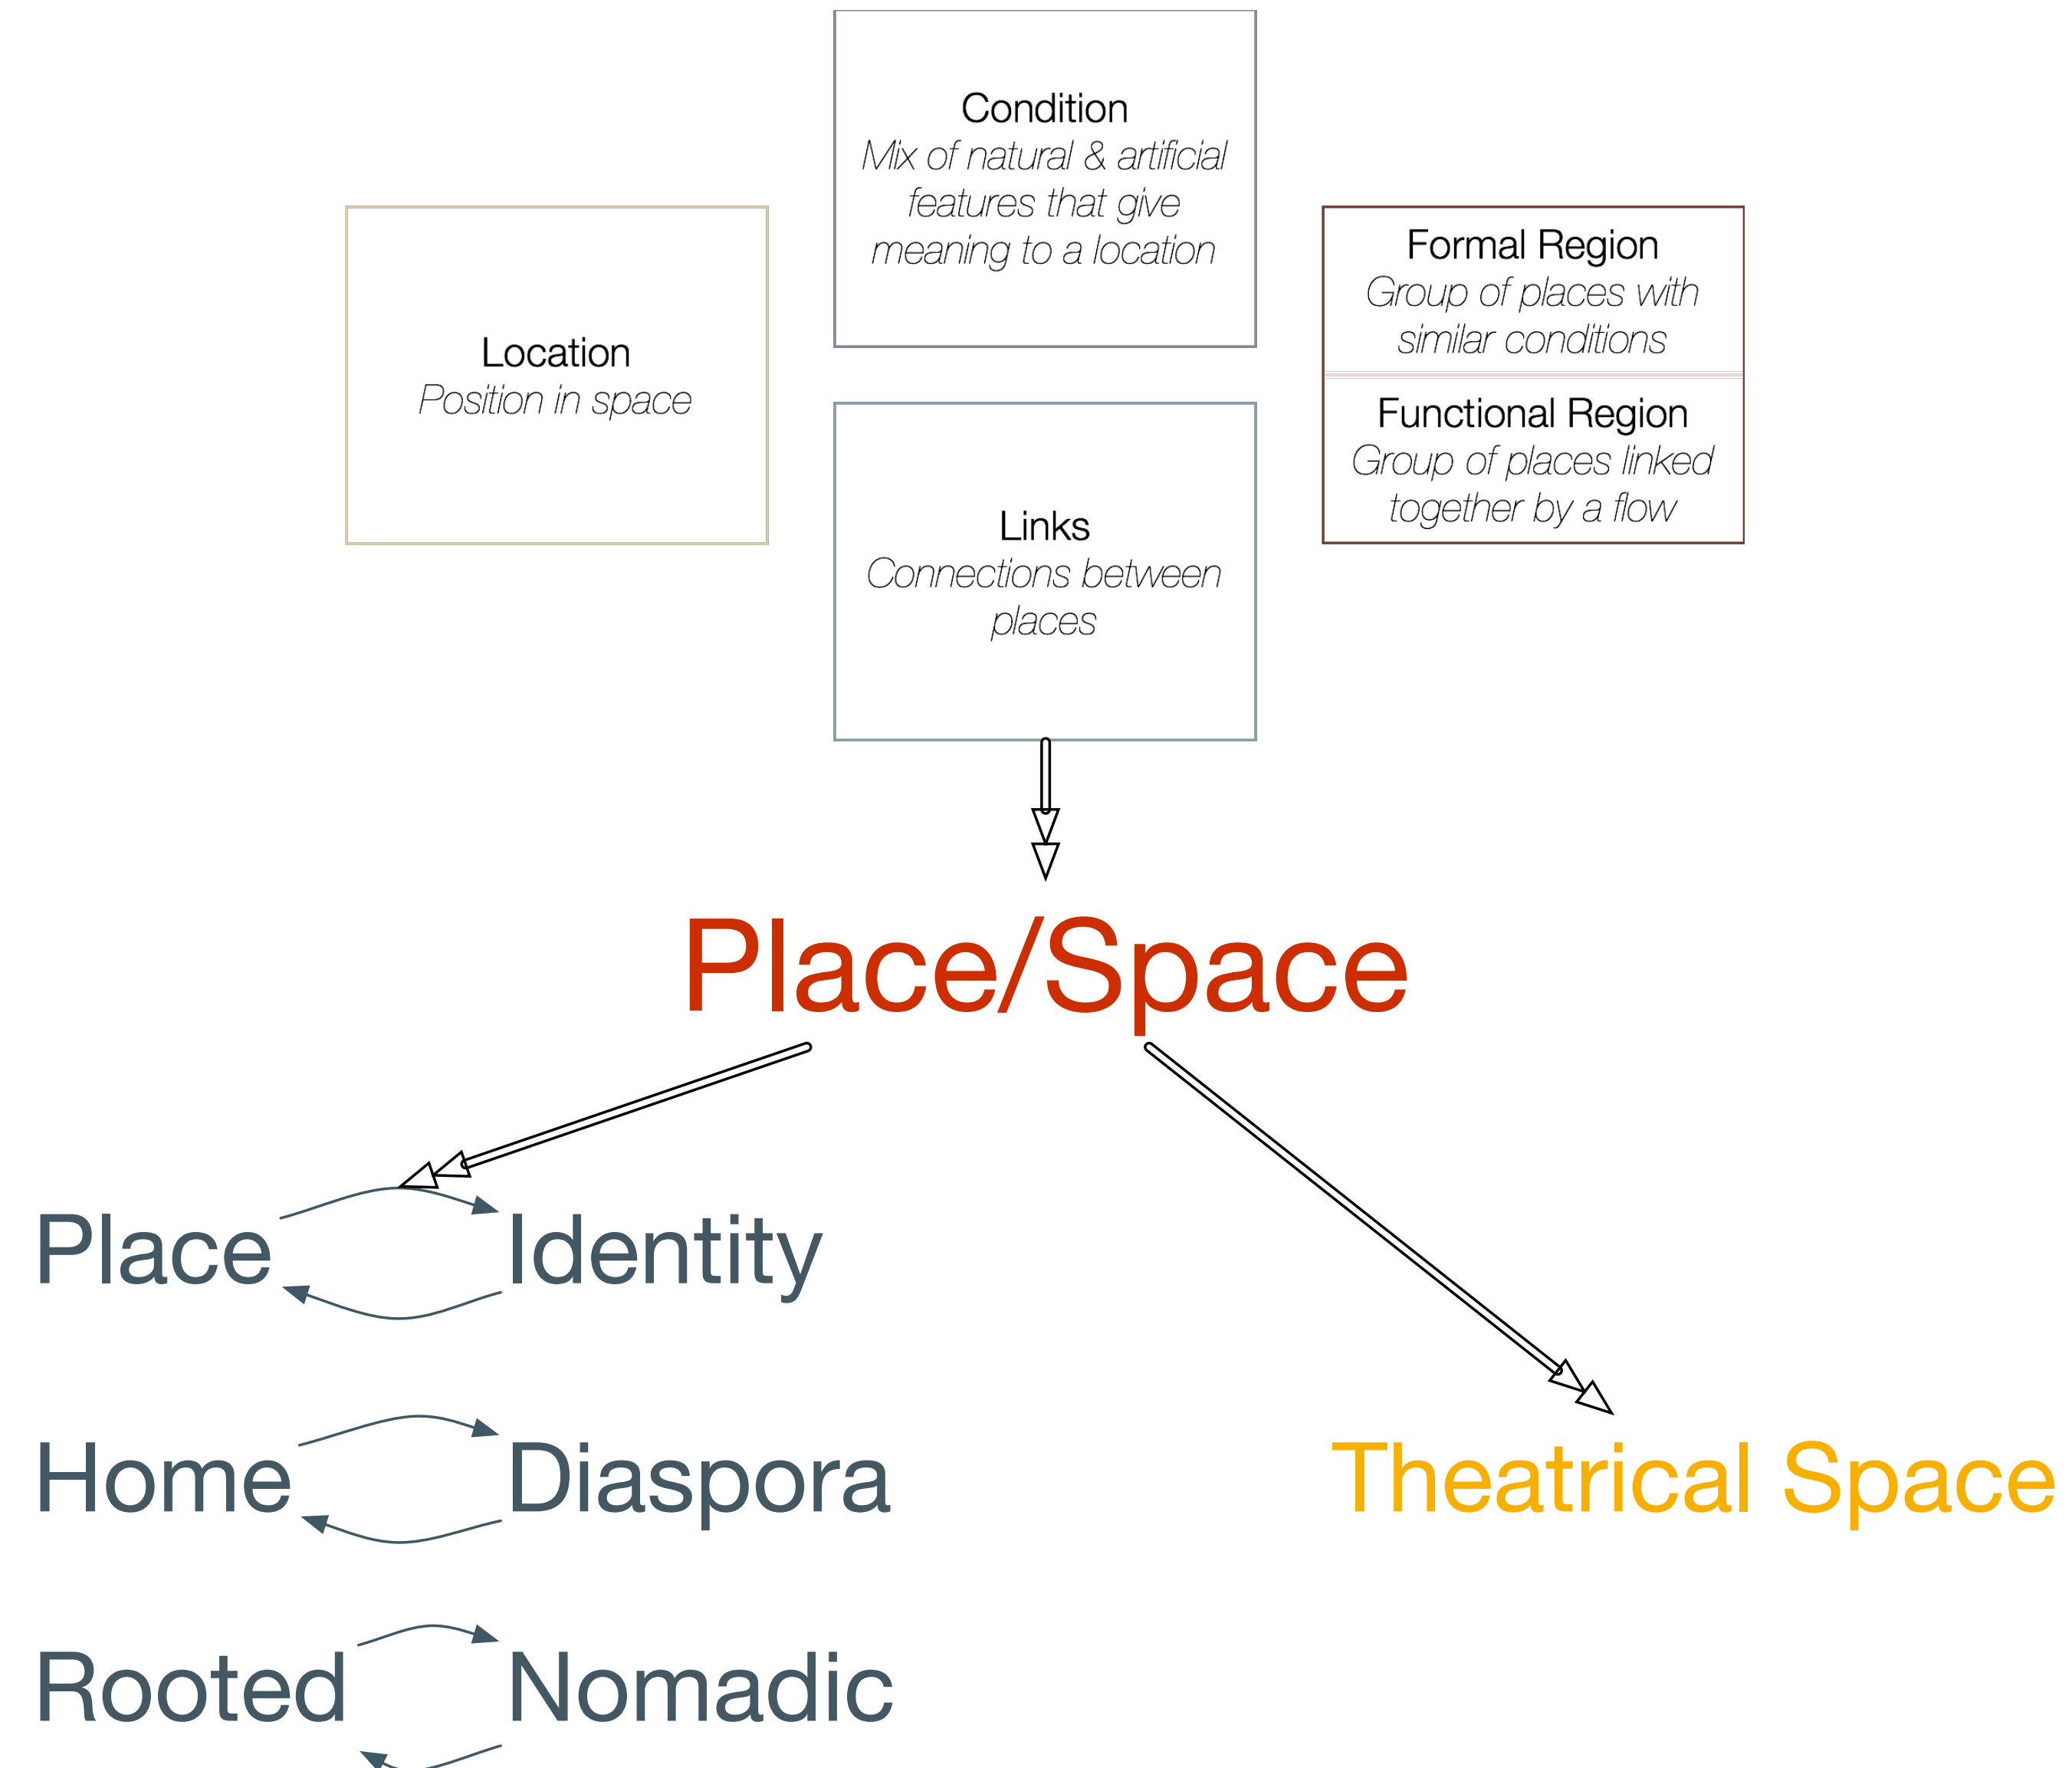 Condition
Mix of natural & artificial
features that give
meaning to a location
Location
Position in space
Formal Region
Group of places with
similar conditions
Functional Region
Group of places linked
together by a flow
Links
Connections between
places
Place/Space
Place
Identity
Home
Diaspora
Theatrical Space
Rooted
Nomadic